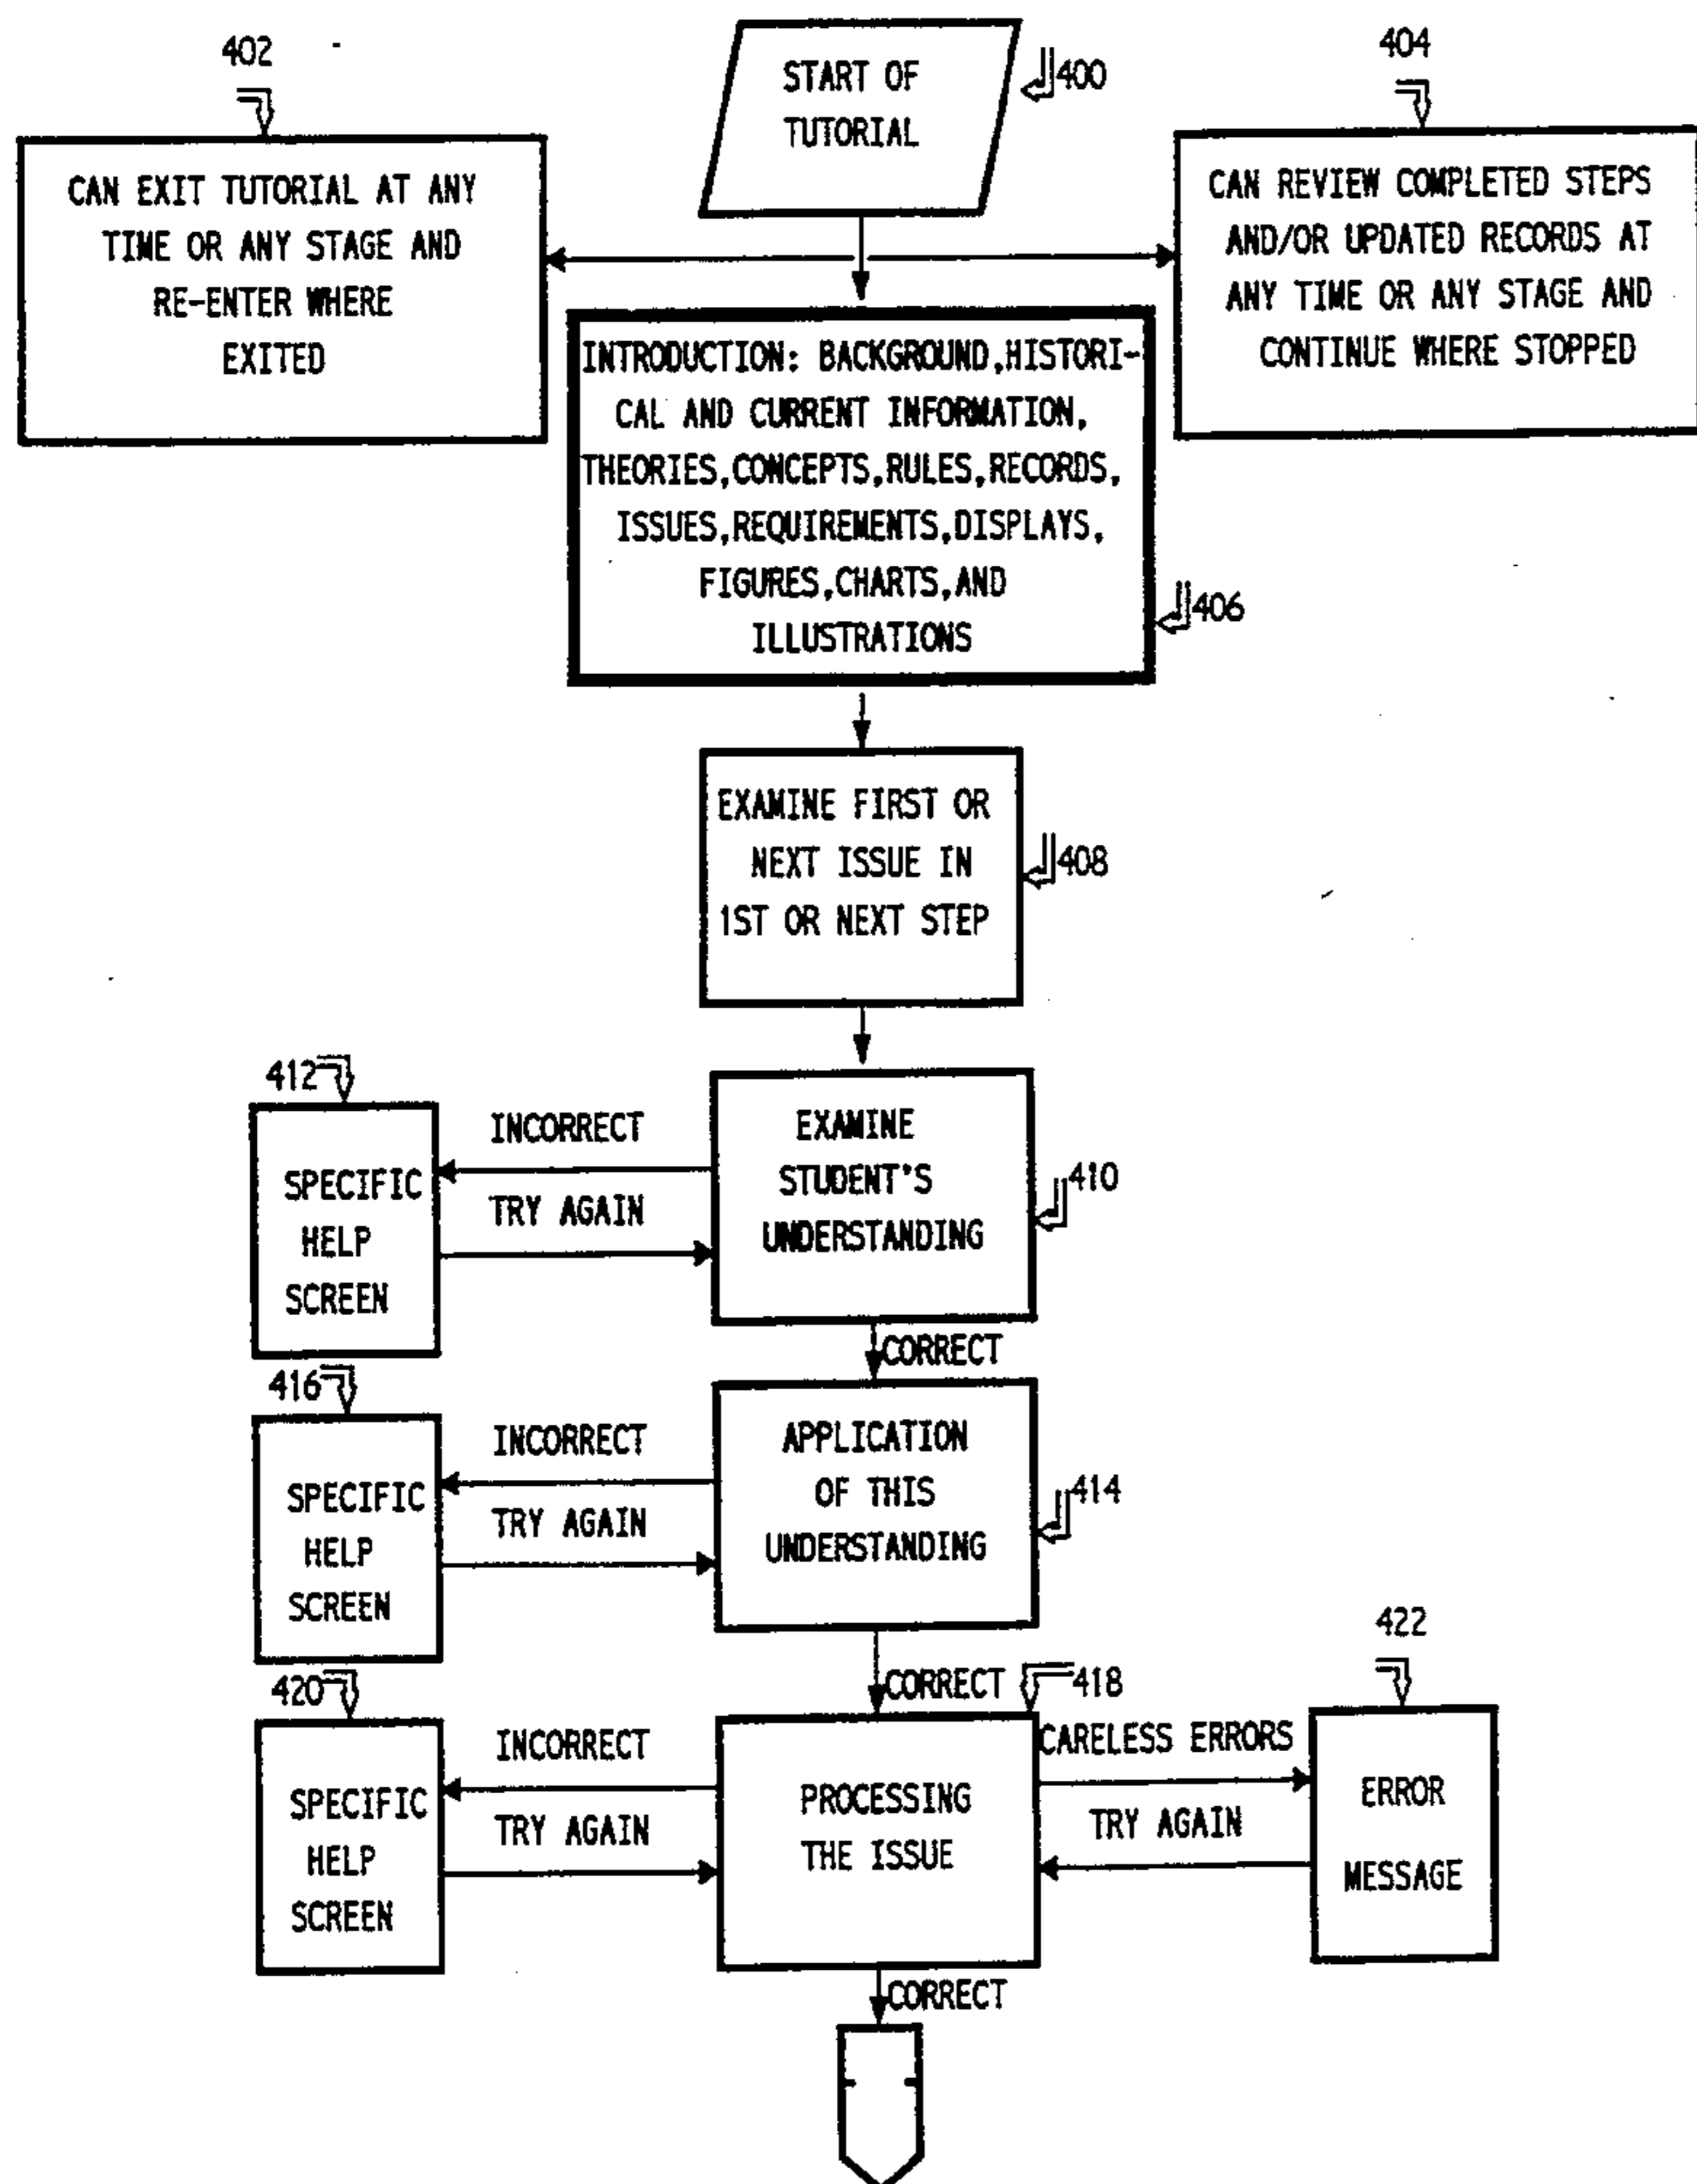 402
START OF
TUTORIAL
400
404
CAN EXIT TUTORIAL AT ANY
TIME OR ANY STAGE AND
RE-ENTER WHERE
EXITED
CAN REVIEW COMPLETED STEPS
AND/OR UPDATED RECORDS AT
ANY TIME OR ANY STAGE AND
CONTINUE WHERE STOPPED
INTRODUCTION: BACKGROUND,HISTORI-
CAL AND CURRENT INFORMATION,
THEORIES,CONCEPTS,RULES,RECORDS,
ISSUES,REQUIREMENTS,DISPLAYS,
FIGURES,CHARTS,AND
ILLUSTRATIONS
406
EXAMINE FIRST OR
NEXT ISSUE IN
1ST OR NEXT STEP
408
412
SPECIFIC
HELP
SCREEN
INCORRECT
TRY AGAIN
EXAMINE
STUDENT'S
UNDERSTANDING
410
CORRECT
416
SPECIFIC
HELP
SCREEN
INCORRECT
TRY AGAIN
APPLICATION
OF THIS
UNDERSTANDING
414
CORRECT
418
420
SPECIFIC
HELP
SCREEN
INCORRECT
TRY AGAIN
PROCESSING
THE ISSUE
CARELESS ERRORS
TRY AGAIN
422
ERROR
MESSAGE
CORRECT